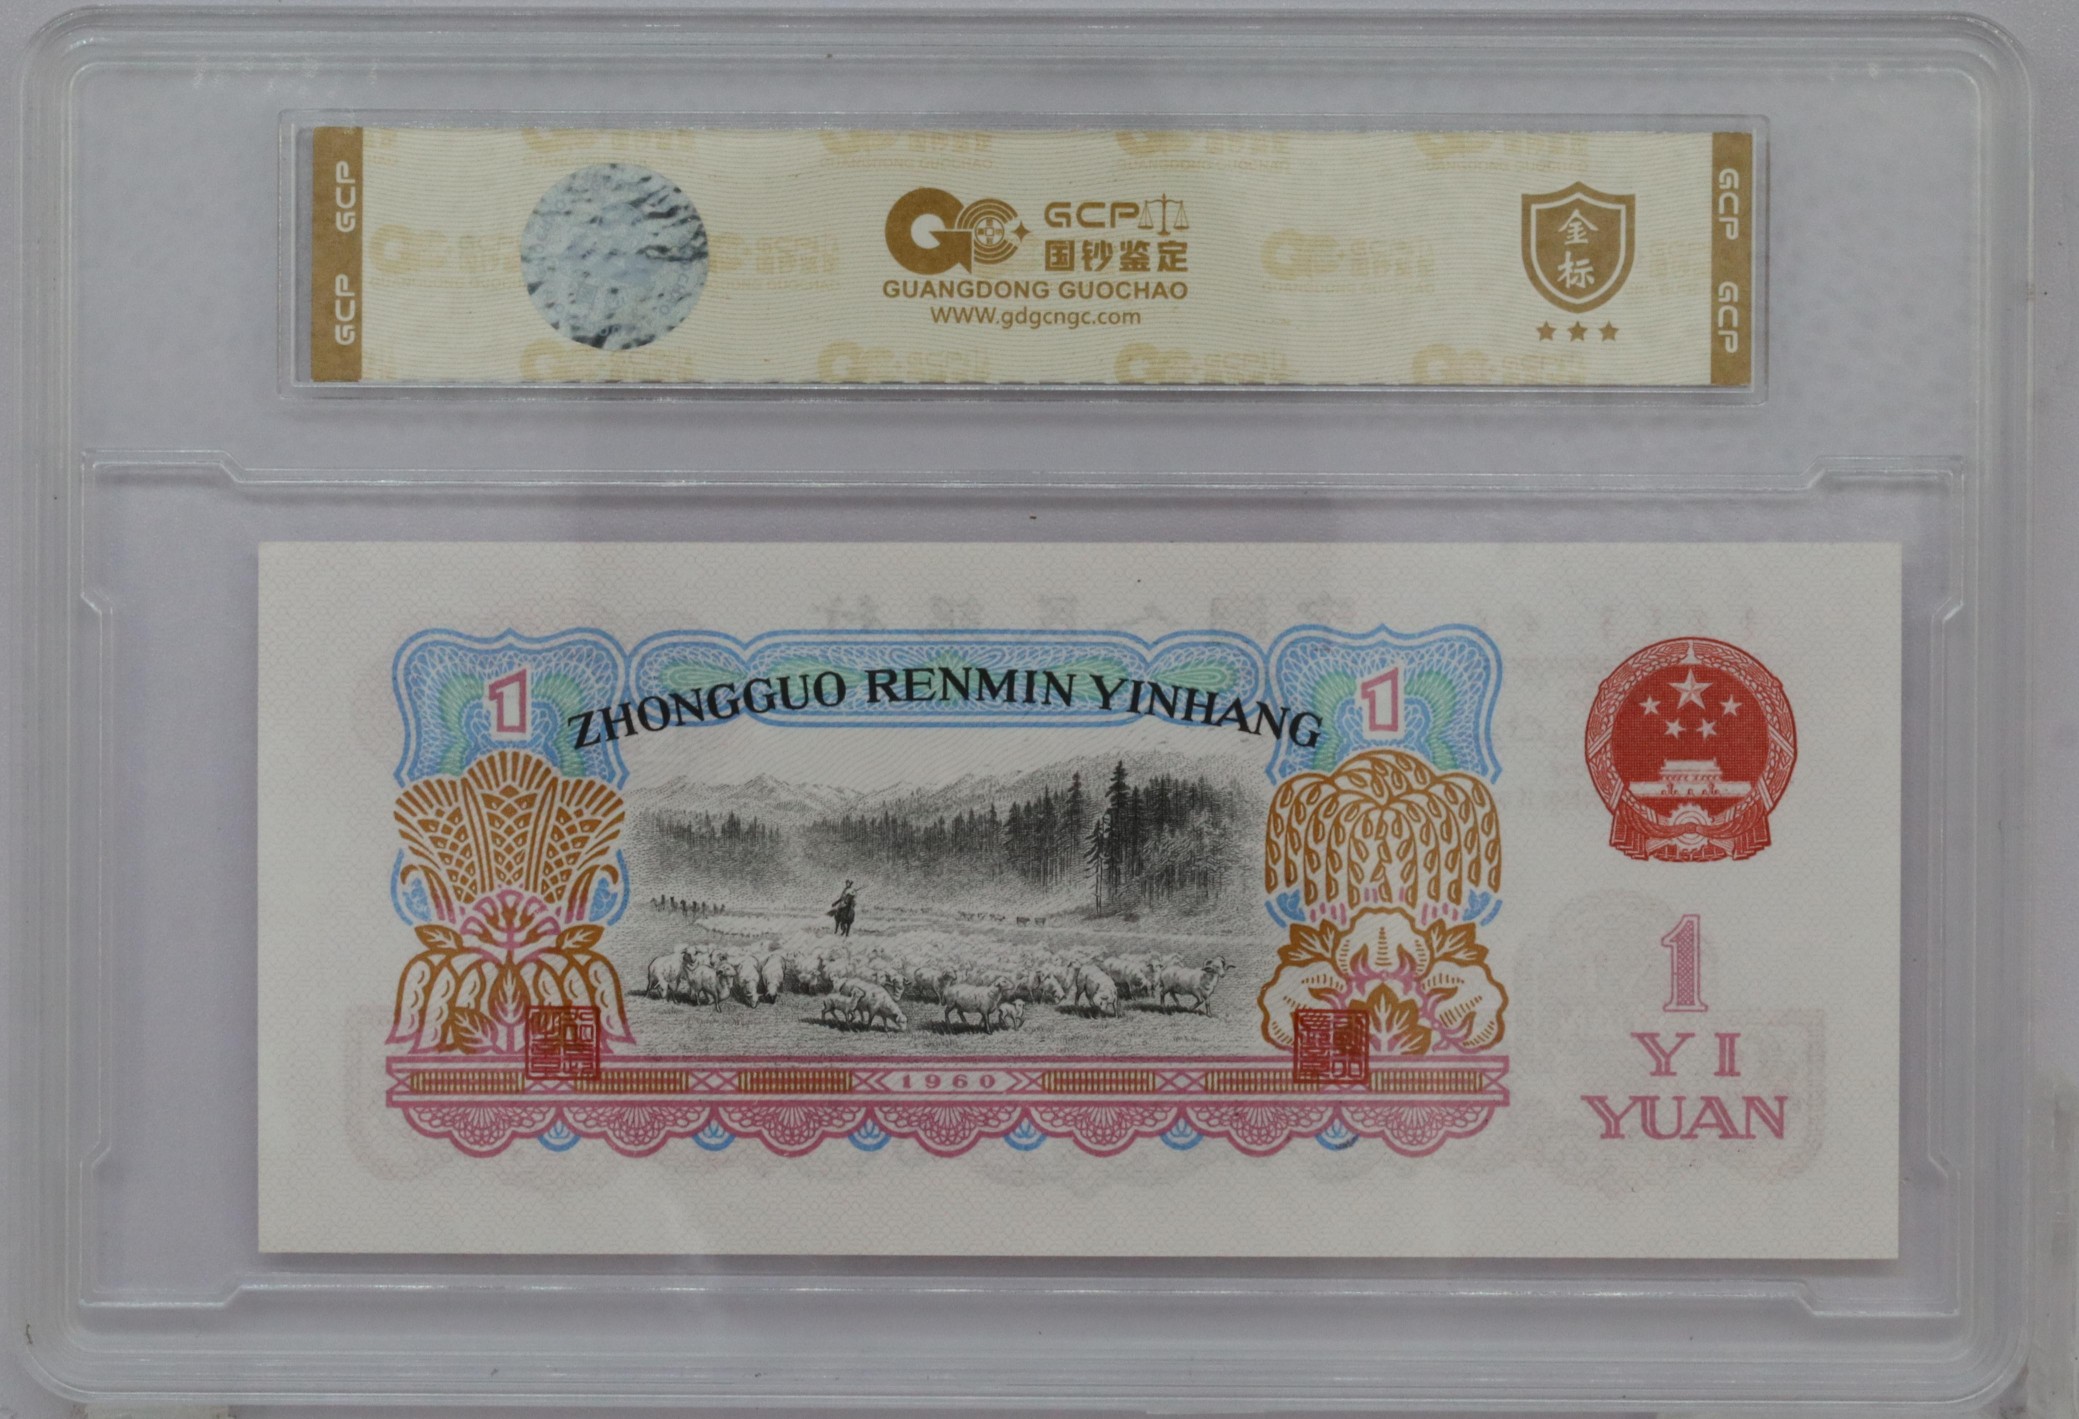 GCP GCP
GCP 国钞鉴定
GUANGDONG GUOCHAO
WWW.gdgcngc.com
金标
GCP GCP
1
ZHONGGUO RENMIN YINHANG
1
1960
1
YI
YUAN